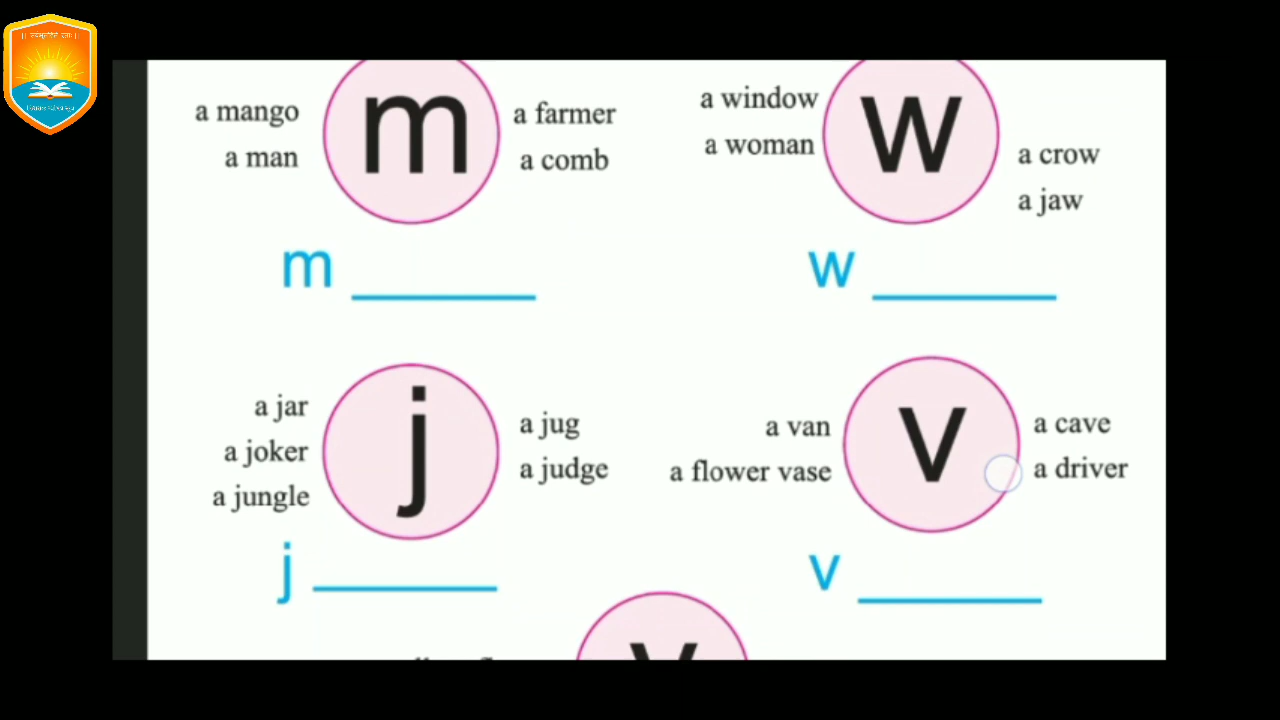 a mango
a man
m
a farmer
a comb
a window
a woman
w
a crow
a jaw
m
w
a jar
a joker
a jungle
j
a jug
a judge
a van
a flower vase
v
a cave
a driver
j
v